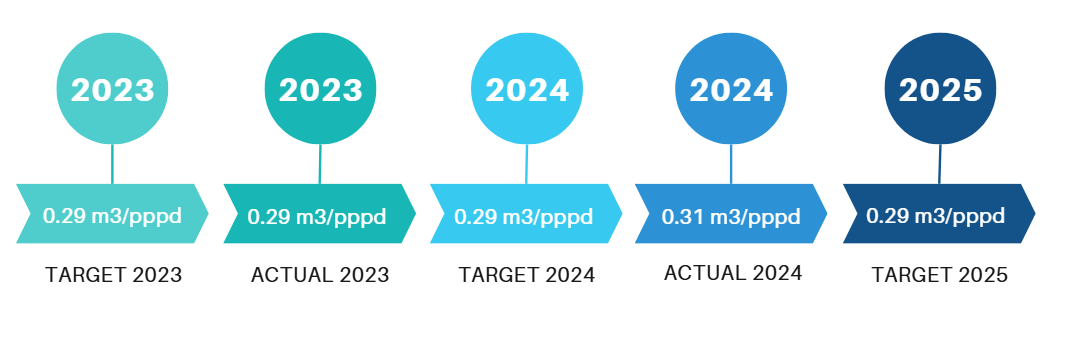 2023
2023
2024
2024
2025
0.29 m3/pppd
0.29 m3/pppd
0.29 m3/pppd
0.31 m3/pppd
0.29 m3/pppd
TARGET 2023
ACTUAL 2023
TARGET 2024
ACTUAL 2024
TARGET 2025